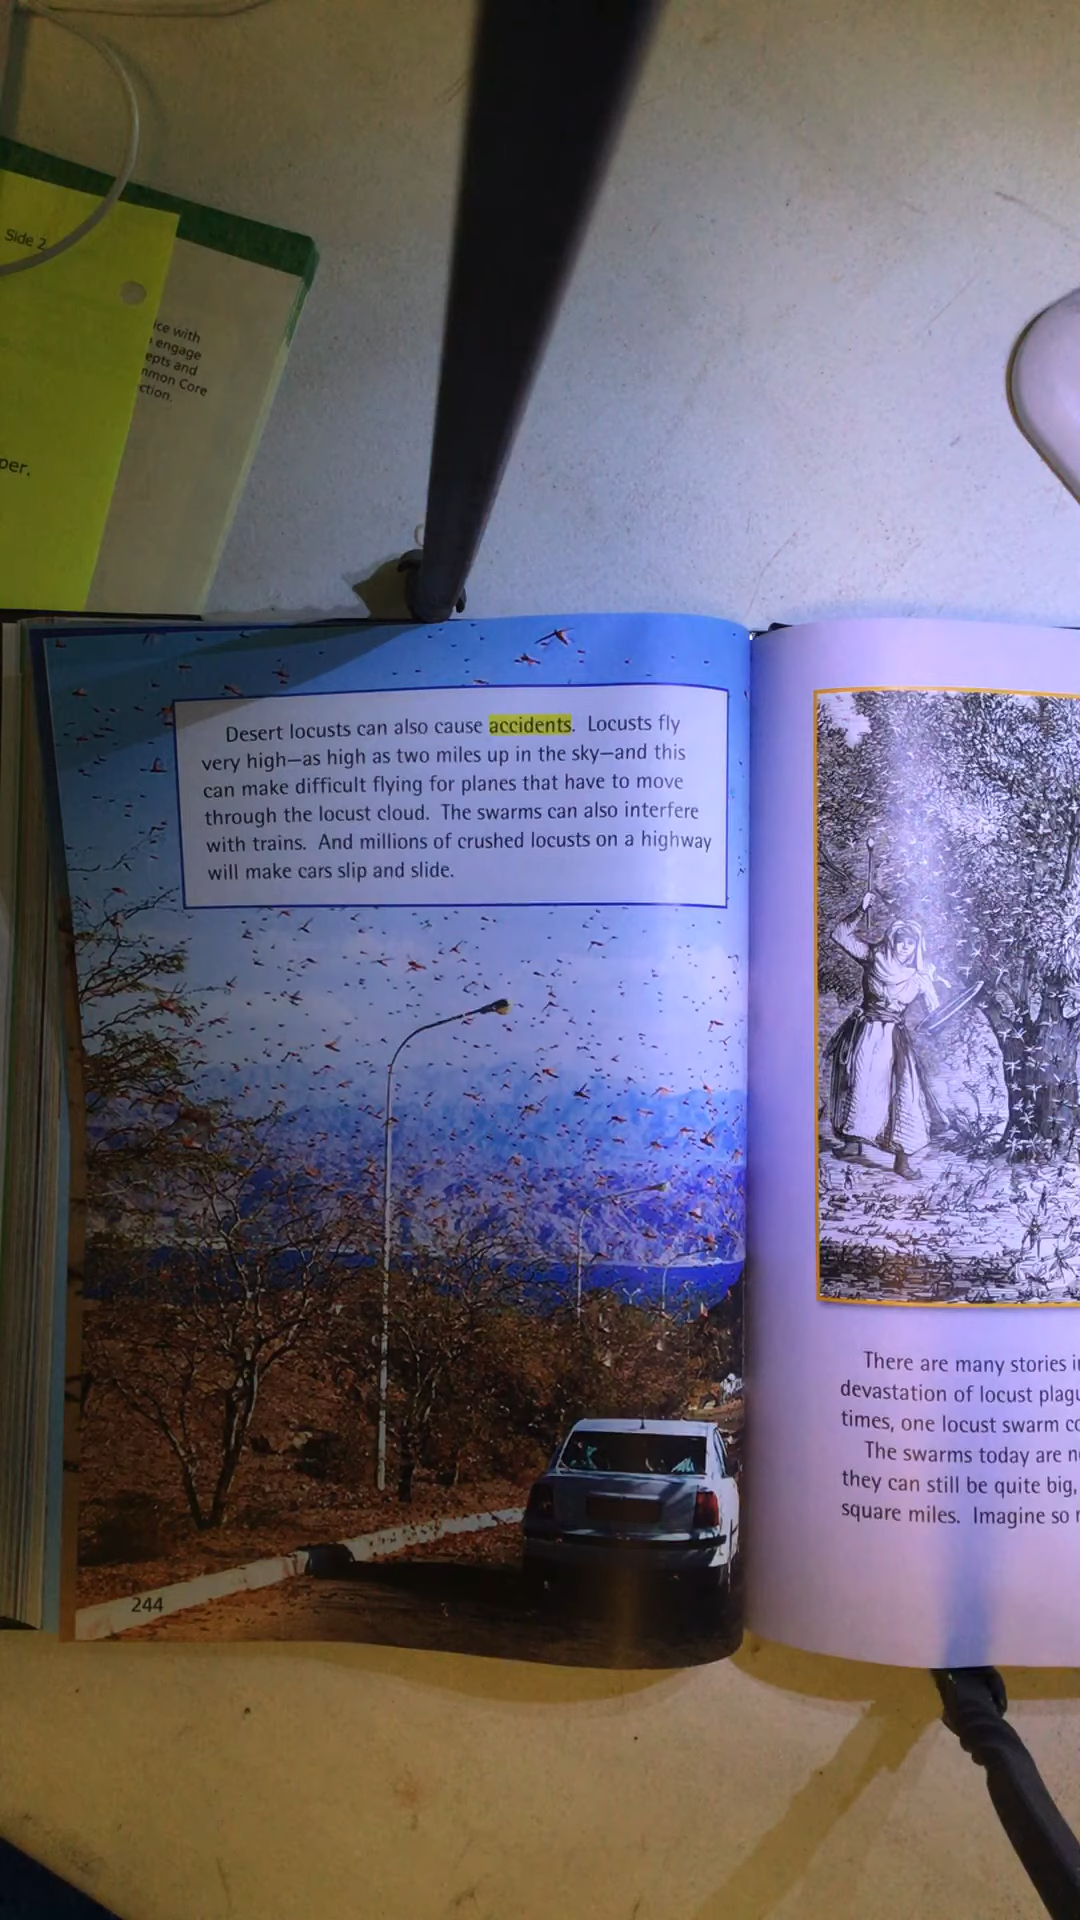 Side 2
ice with
engage
epts and
mmon Core
ction.
per.
Desert locusts can also cause accidents. Locusts fly
very high—as high as two miles up in the sky—and this
can make difficult flying for planes that have to move
through the locust cloud. The swarms can also interfere
with trains. And millions of crushed locusts on a highway
will make cars slip and slide.
244
There are many stories i
devastation of locust plagu
times, one locust swarm co
The swarms today are n
they can still be quite big,
square miles. Imagine so